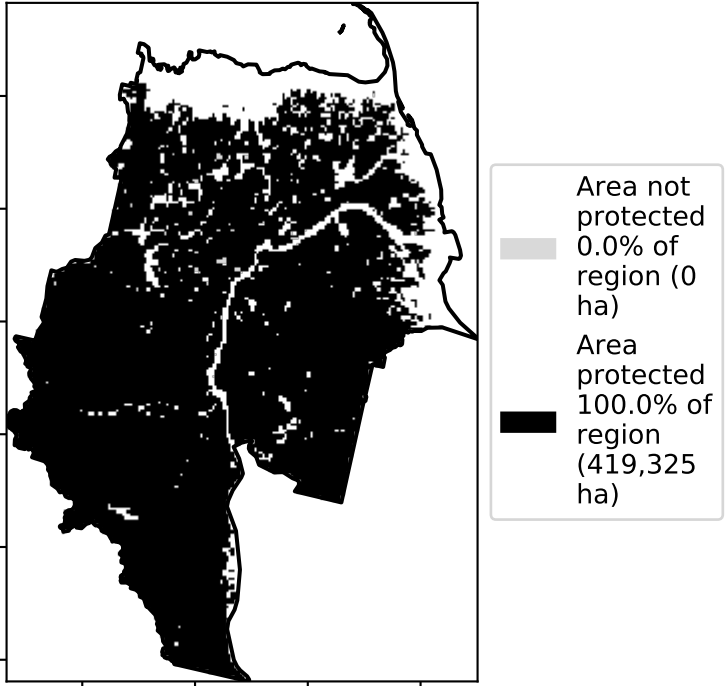 Area not
protected
0.0% of
region (0
ha)
Area
protected
100.0% of
region
(419,325
ha)